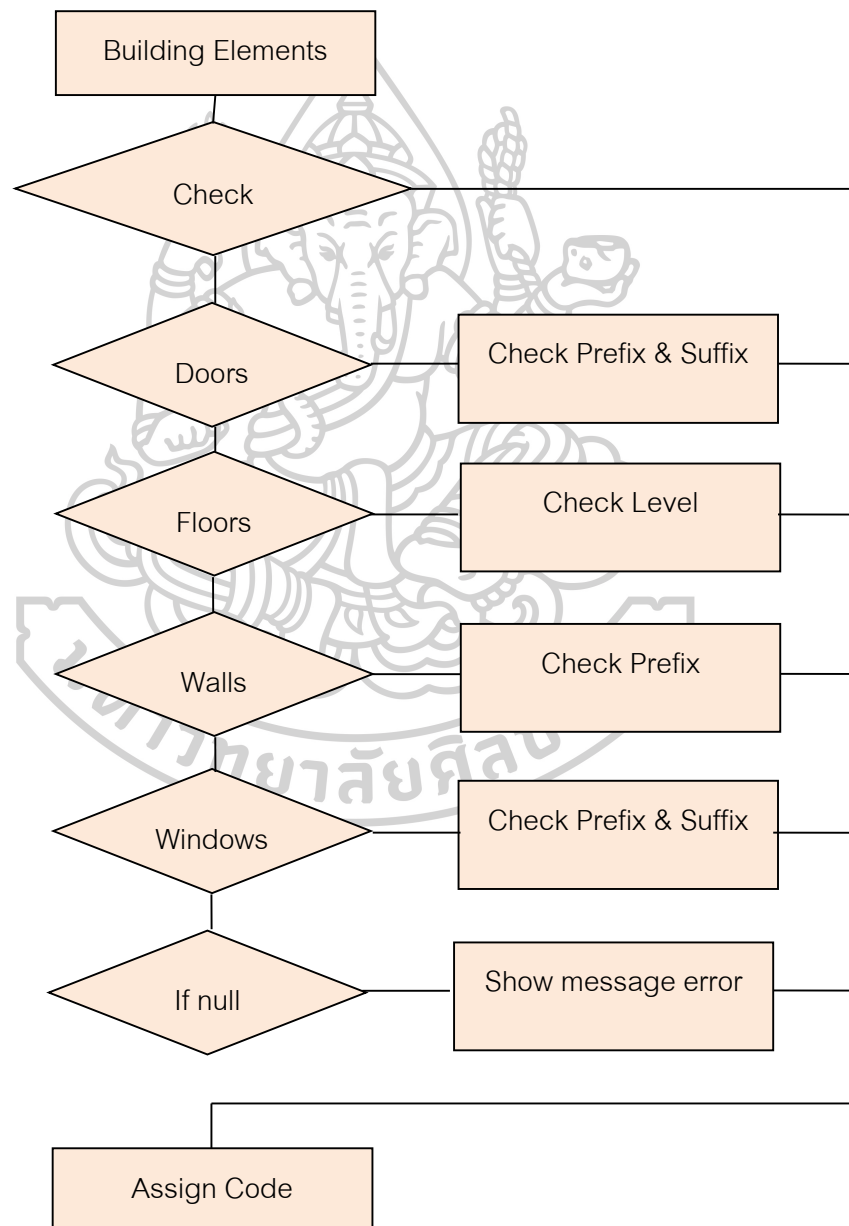 Building Elements
Check
Doors
Check Prefix & Suffix
Floors
Check Level
Walls
Check Prefix
Windows
Check Prefix & Suffix
If null
Show message error
Assign Code